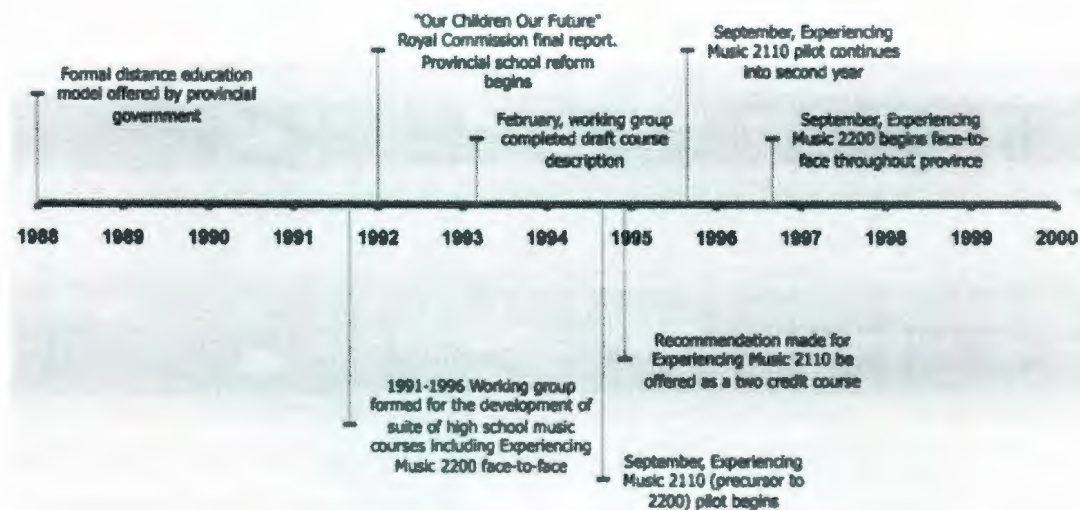 "Our Children Our Future"
Royal Commission final report.
Provincial school reform
begins
September, Experiencing
Music 2110 pilot continues
into second year
Formal distance education
model offered by provincial
government
February, working group
completed draft course
description
September, Experiencing
Music 2200 begins face-to-
face throughout province
1988 1989 1990 1991 1992 1993 1994 1995 1996 1997 1998 1999 2000
Recommendation made for
Experiencing Music 2110 be
offered as a two credit course
1991-1996 Working group
formed for the development of
suite of high school music
courses including Experiencing
Music 2200 face-to-face
September, Experiencing
Music 2110 (precursor to
2200) pilot begins